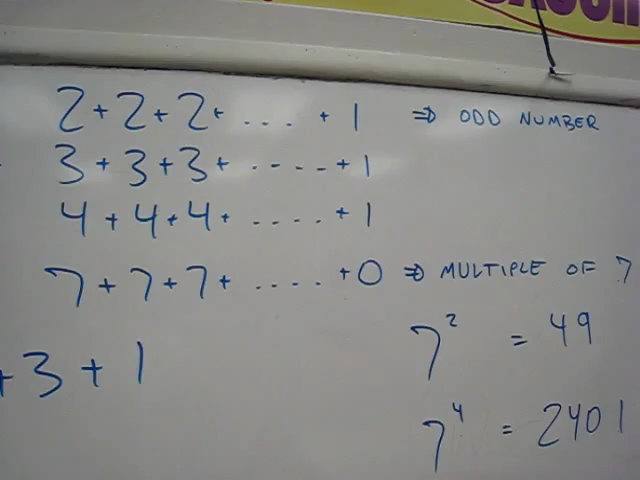 2 + 2 + 2 + .... + 1 ⇒ ODD NUMBER
3 + 3 + 3 + ..... + 1
4 + 4 + 4 + ..... + 1
7 + 7 + 7 + ..... + 0 ⇒ MULTIPLE OF 7
7² = 49
+ 3 + 1
7⁴ = 2401